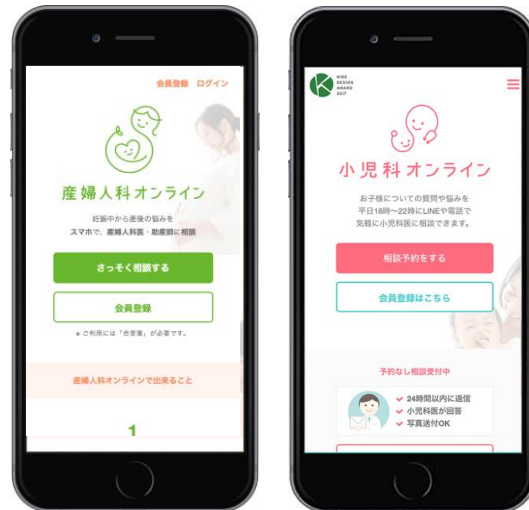 会員登録 ログイン
産婦人科オンライン
妊娠中から産後の悩みを
スマホで、産婦人科医・助産師に相談
さっそく相談する
会員登録
※ ご利用には「合言葉」が必要です。
産婦人科オンラインで出来ること
1
KIDS
DESIGN
AWARD
2017
小児科オンライン
お子様についての質問や悩みを
平日18時〜22時にLINEや電話で
気軽に小児科医に相談できます。
相談予約をする
会員登録はこちら
予約なし相談受付中
24時間以内に返信
小児科医が回答
写真送付OK